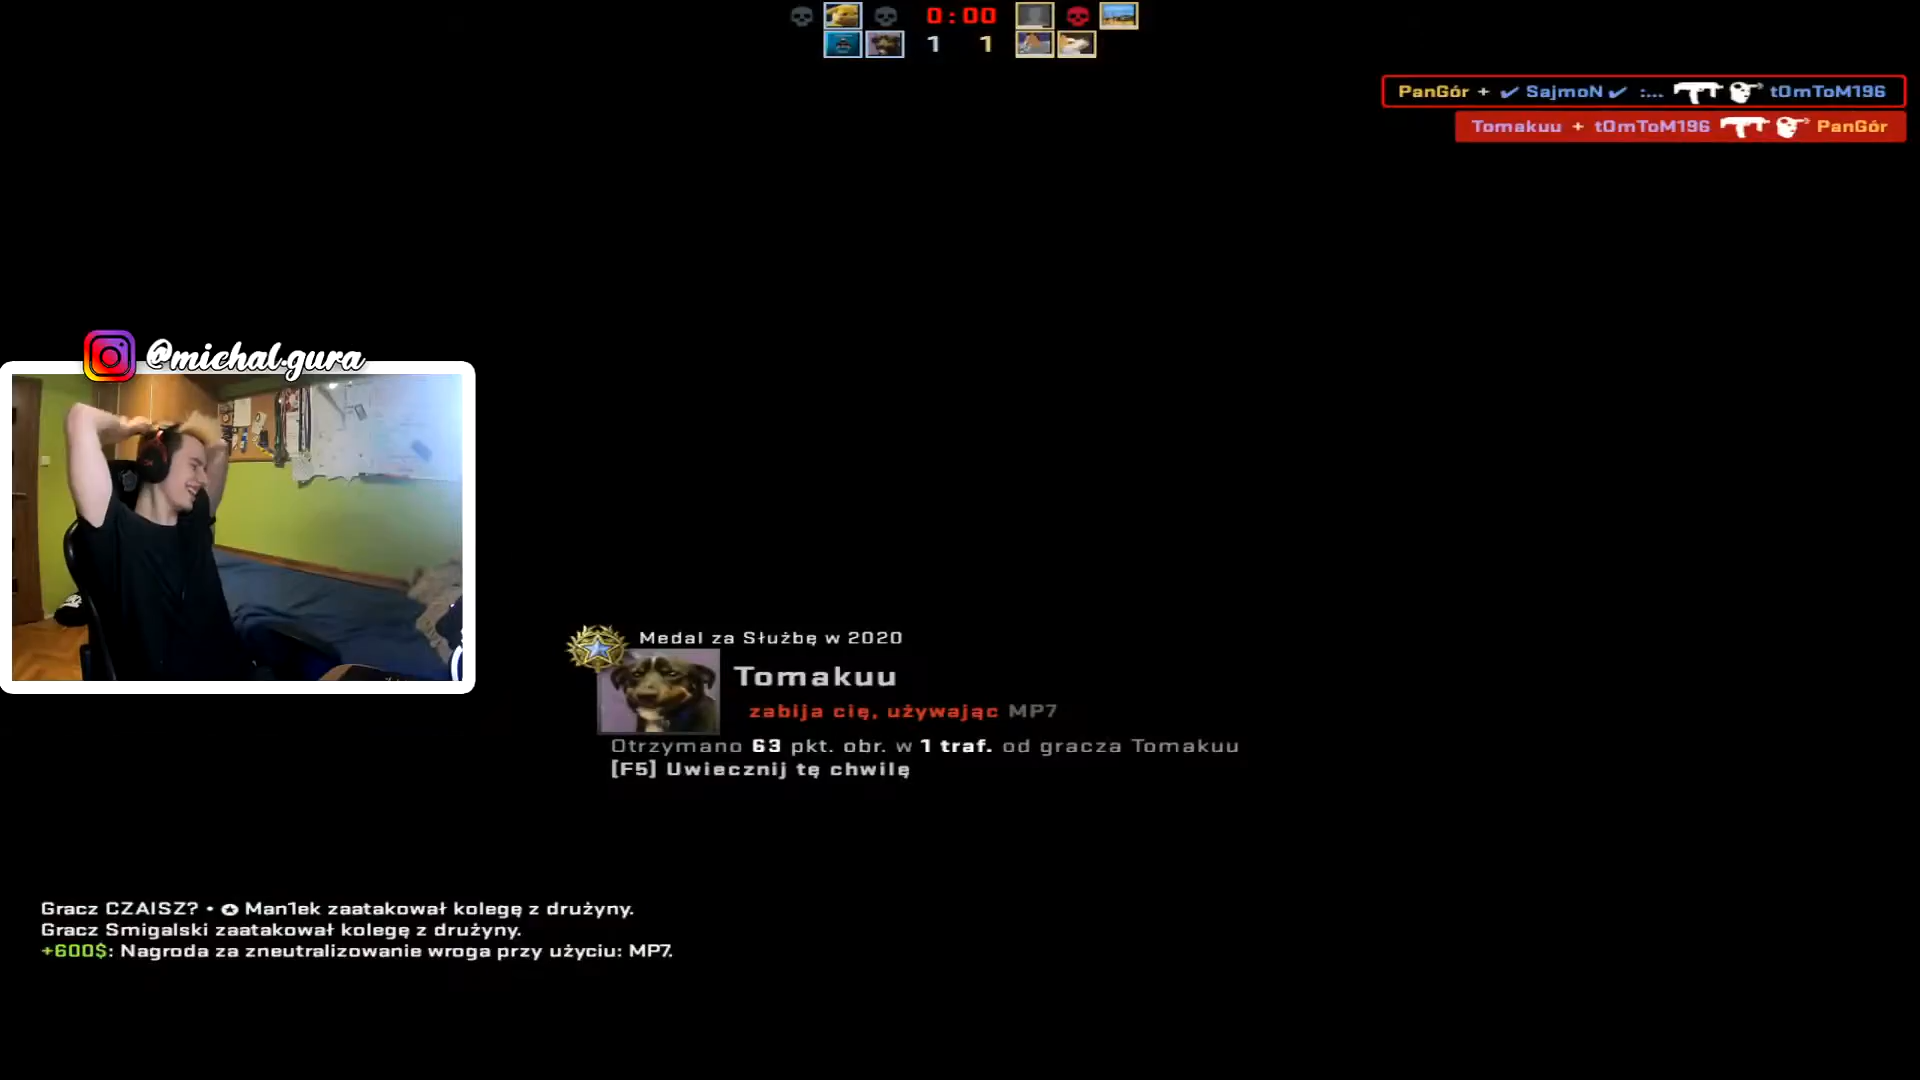 0:00
1 1
PanGór + ✔ SajmoN ✔ :... tOmToM196
Tomakuu + tOmToM196 PanGór
@michal.gura
Medal za Służbę w 2020
Tomakuu
zabija cię, używając MP7
Otrzymano 63 pkt. obr. w 1 traf. od gracza Tomakuu
[F5] Uwiecznij tę chwilę
Gracz CZAISZ? • ✪ Man1ek zaatakował kolegę z drużyny.
Gracz Smigalski zaatakował kolegę z drużyny.
+600$: Nagroda za zneutralizowanie wroga przy użyciu: MP7.